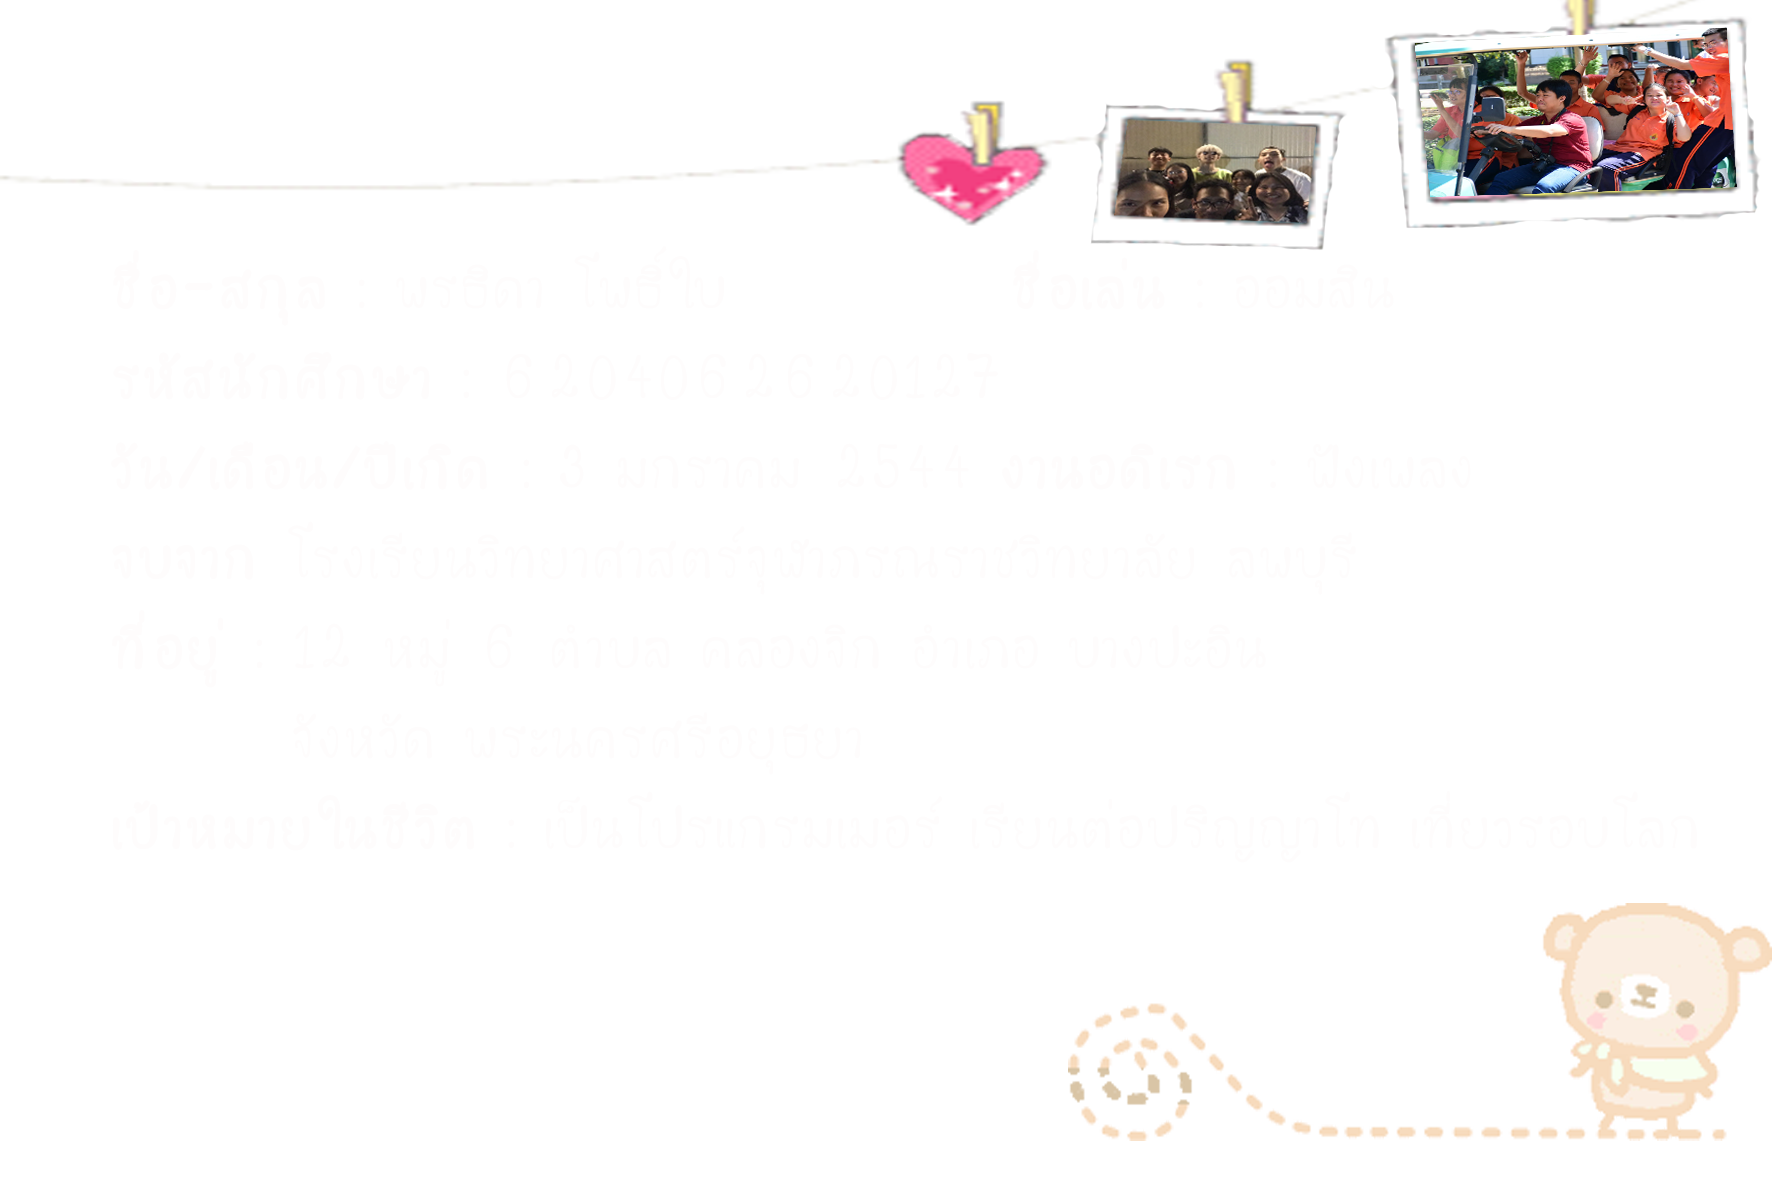 ชื่อ-สกุล : พรธิดา โพธิ์ใบ ชื่อเล่น : ออมสิน
รหัสนักศึกษา : 6204062620127
วัน/เดือน/ปีเกิด : 3 มกราคม 2544 งานอดิเรก : ฟังเพลง
จบจาก โรงเรียนวิทยาศาสตร์จุฬาภรณราชวิทยาลัย ลพบุรี
ที่อยู่ : 12 หมู่ 6 ตำบล คลองจิก อำเภอ บางปะอิน
จังหวัด พระนครศรีอยุธยา
เป้าหมายในชีวิต : เป็นโปรแกรมเมอร์ เรียนต่อปริญญาโท เที่ยวรอบโลก